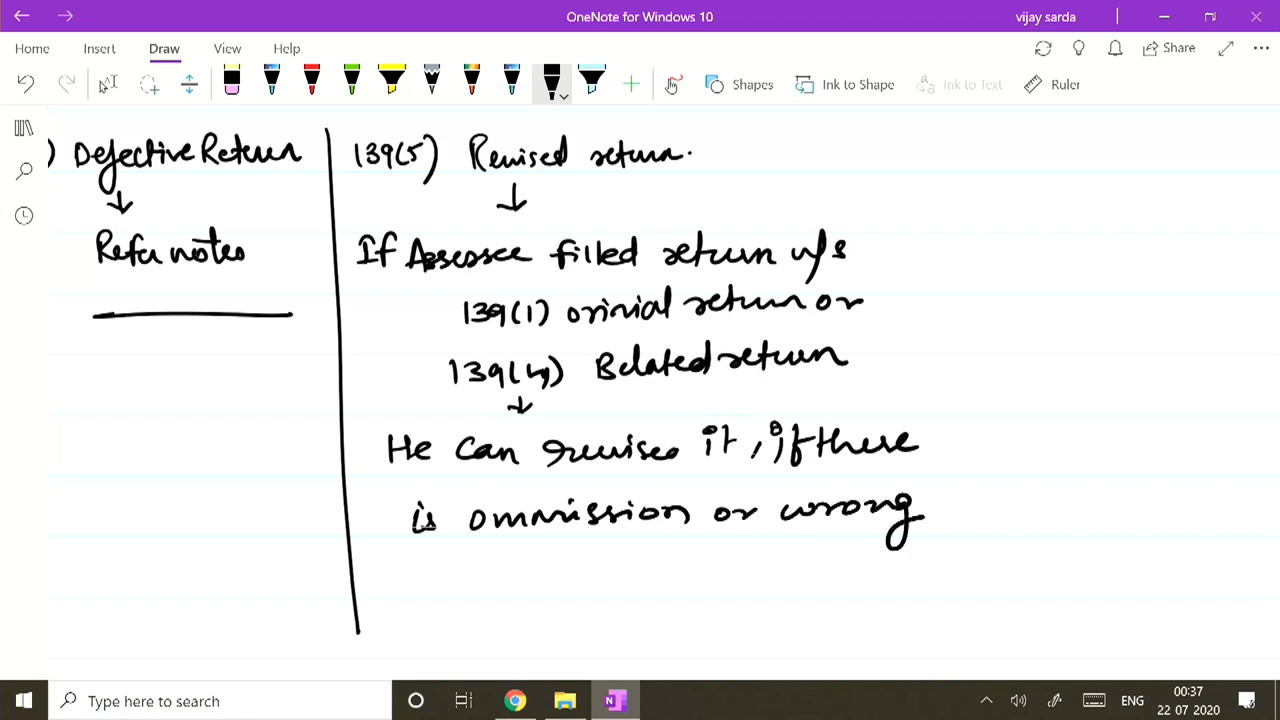 OneNote for Windows 10
vijay sarda
Home Insert Draw View Help
Share
Shapes
Ink to Shape
Ink to Text
Ruler
) Defective Return
Refer notes
139(5) Revised return.
If Assessee filled return u/s
139(1) orinial return or
139(4) Belated return
He can revises it, if there
is ommission or wrong
Type here to search
ENG
00:37
22-07-2020